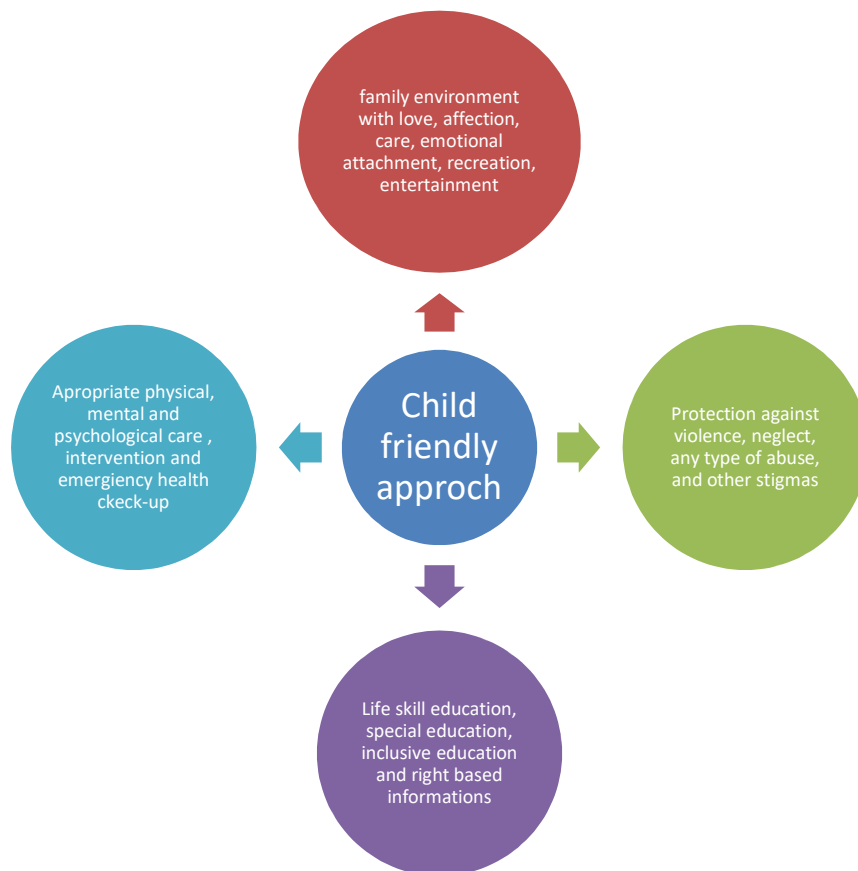 family environment
with love, affection,
care, emotional
attachment, recreation,
entertainment
Apropriate physical,
mental and
psychological care ,
intervention and
emergiency health
ckeck-up
Child
friendly
approch
Protection against
violence, neglect,
any type of abuse,
and other stigmas
Life skill education,
special education,
inclusive education
and right based
informations